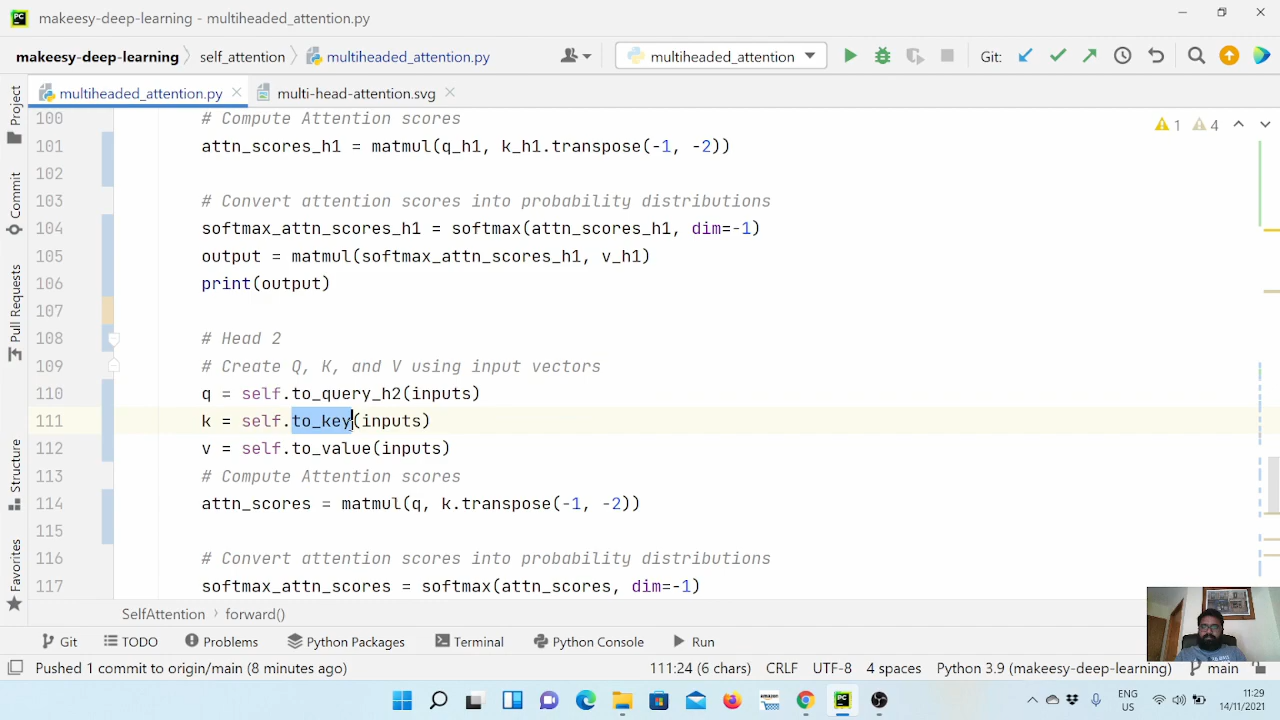 PC makeesy-deep-learning - multiheaded_attention.py
makeesy-deep-learning self_attention multiheaded_attention.py multiheaded_attention Git:
multiheaded_attention.py multi-head-attention.svg
Project
Commit
Pull Requests
Structure
Favorites
1 4
100 # Compute Attention scores
101 attn_scores_h1 = matmul(q_h1, k_h1.transpose(-1, -2))
102
103 # Convert attention scores into probability distributions
104 softmax_attn_scores_h1 = softmax(attn_scores_h1, dim=-1)
105 output = matmul(softmax_attn_scores_h1, v_h1)
106 print(output)
107
108 # Head 2
109 # Create Q, K, and V using input vectors
110 q = self.to_query_h2(inputs)
111 k = self.to_key(inputs)
112 v = self.to_value(inputs)
113 # Compute Attention scores
114 attn_scores = matmul(q, k.transpose(-1, -2))
115
116 # Convert attention scores into probability distributions
117 softmax_attn_scores = softmax(attn_scores, dim=-1)
SelfAttention forward()
Git TODO Problems Python Packages Terminal Python Console Run
Pushed 1 commit to origin/main (8 minutes ago) 111:24 (6 chars) CRLF UTF-8 4 spaces Python 3.9 (makeesy-deep-learning) main
amazon PC ENG US 11:29 14/11/2021